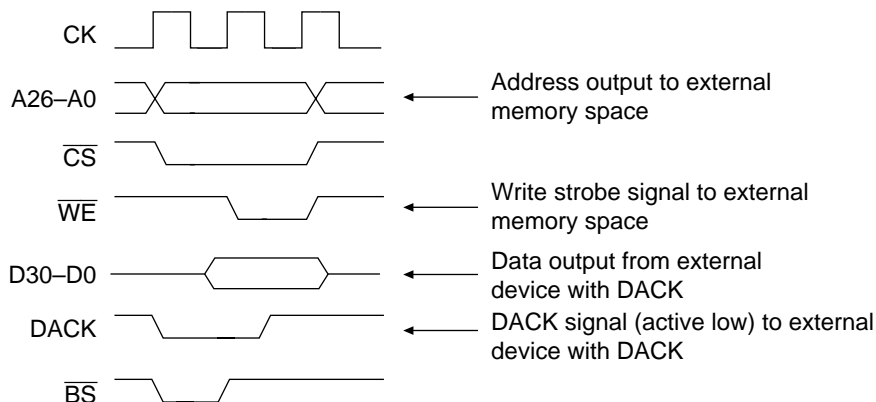 CK
A26–A0
Address output to external
memory space
CS
WE
Write strobe signal to external
memory space
D30–D0
Data output from external
device with DACK
DACK
DACK signal (active low) to external
device with DACK
BS